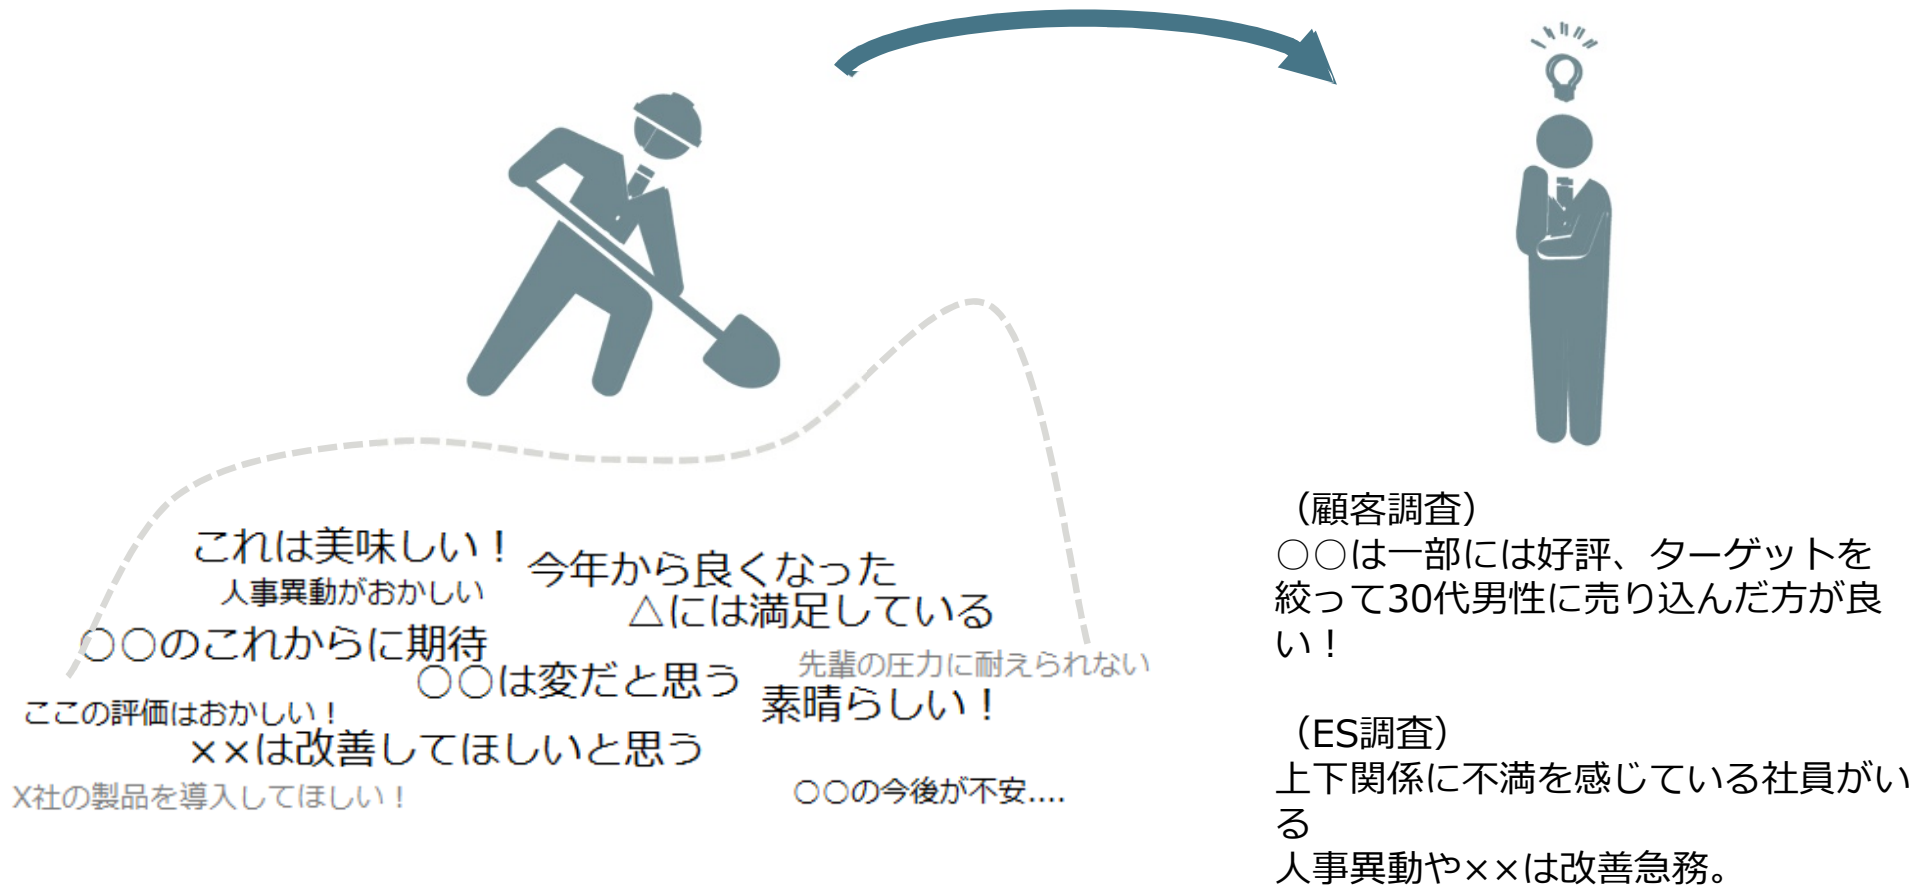 これは美味しい！
今年から良くなった
人事異動がおかしい
△には満足している
○○のこれからに期待
○○は変だと思う
先輩の圧力に耐えられない
素晴らしい！
ここの評価はおかしい！
××は改善してほしいと思う
X社の製品を導入してほしい！
○○の今後が不安....
（顧客調査）
○○は一部には好評、ターゲットを
絞って30代男性に売り込んだ方が良
い！
（ES調査）
上下関係に不満を感じている社員がい
る
人事異動や××は改善急務。